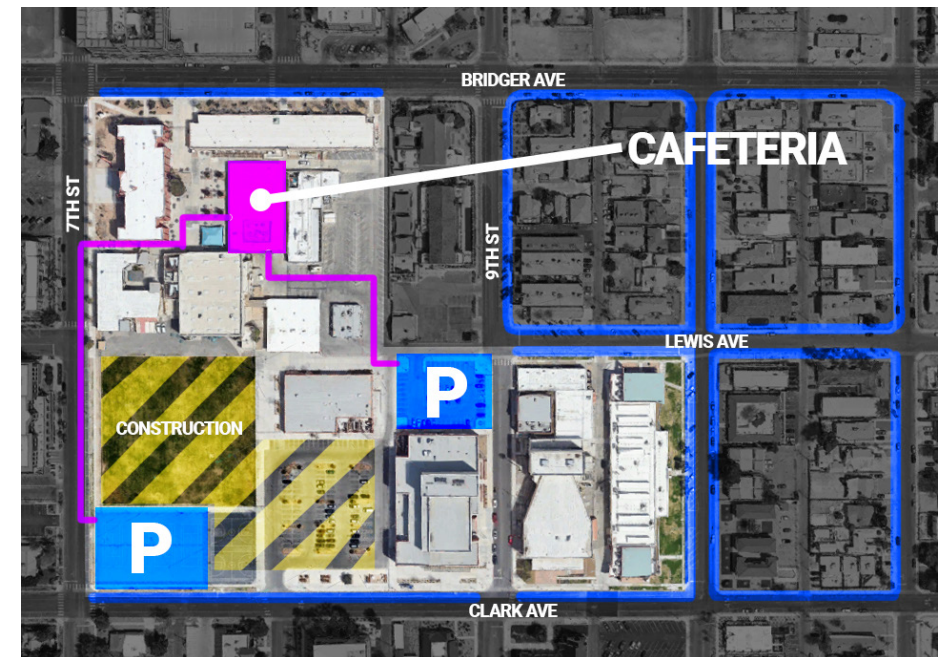 BRIDGER AVE
CAFETERIA
7TH ST
9TH ST
LEWIS AVE
P
CONSTRUCTION
P
CLARK AVE